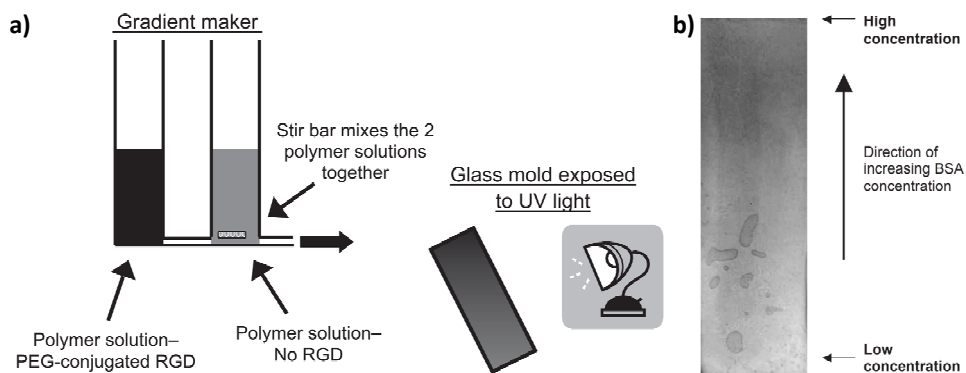 a)
Gradient maker
Stir bar mixes the 2
polymer solutions
together
Polymer solution–
PEG-conjugated RGD
Polymer solution–
No RGD
Glass mold exposed
to UV light
b)
High
concentration
Direction of
increasing BSA
concentration
Low
concentration